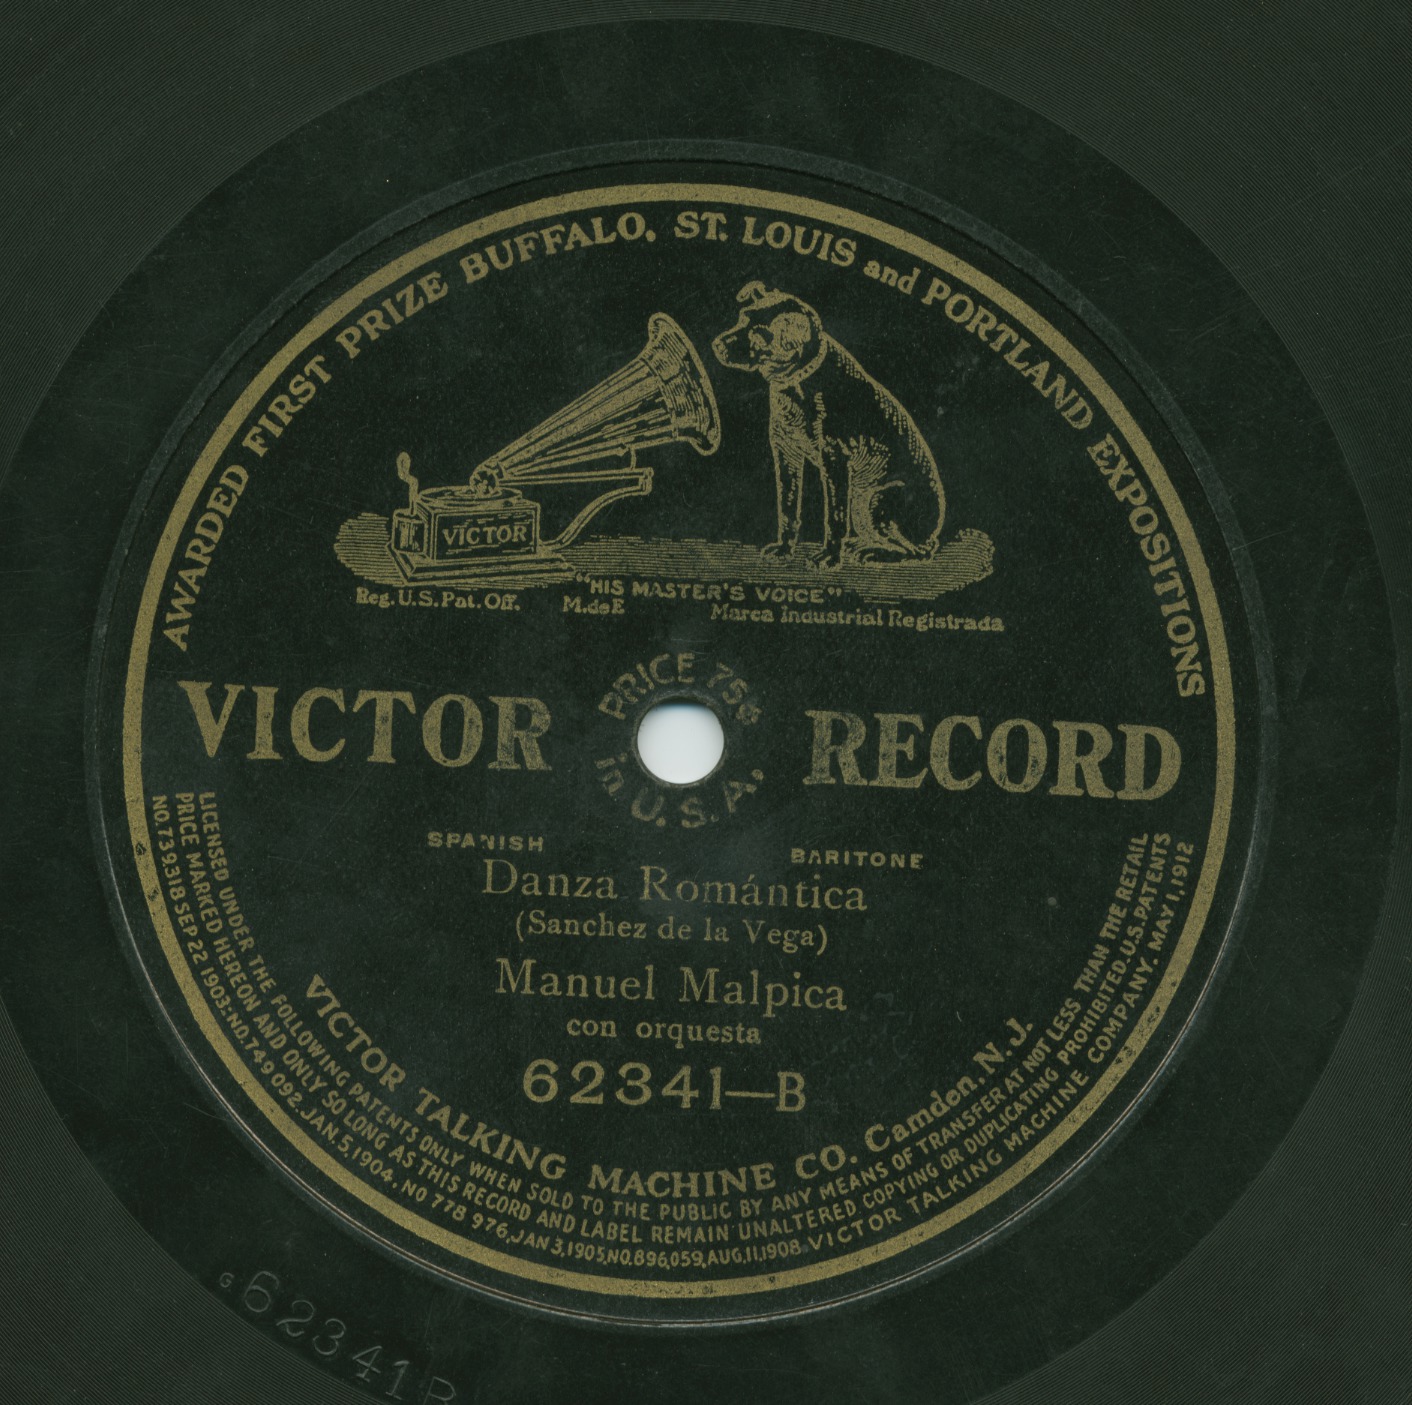 AWARDED FIRST PRIZE BUFFALO, ST. LOUIS and PORTLAND EXPOSITIONS
VICTOR
"HIS MASTER'S VOICE"
Reg. U.S. Pat. Off. M. de E Marca Industrial Registrada
PRICE 75¢
VICTOR RECORD
in U.S.A.
SPANISH BARITONE
Danza Romántica
(Sanchez de la Vega)
Manuel Malpica
con orquesta
62341—B
VICTOR TALKING MACHINE CO. Camden, N.J.
LICENSED UNDER THE FOLLOWING PATENTS ONLY WHEN SOLD TO THE PUBLIC BY ANY MEANS OF TRANSFER AT NOT LESS THAN THE RETAIL
PRICE MARKED HEREON AND ONLY SO LONG AS THIS RECORD AND LABEL REMAIN UNALTERED COPYING OR DUPLICATING PROHIBITED. U.S. PATENTS
NO. 739318 SEP 22 1903: NO. 749 092. JAN. 5, 1904. NO 778 976, JAN 3, 1905, NO. 896,059, AUG. 11, 1908 VICTOR TALKING MACHINE COMPANY. MAY 1, 1912
G 62341B